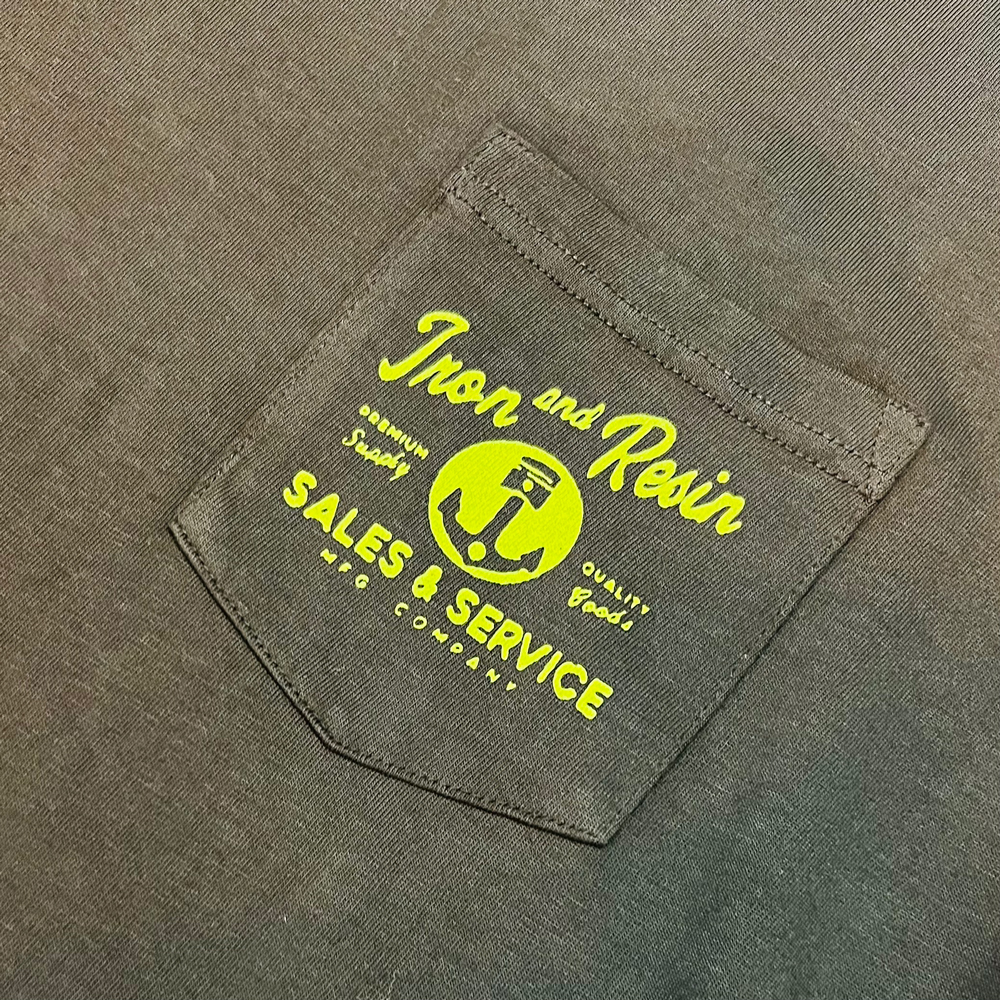 Iron and Resin
PREMIUM
Supply
QUALITY
Goods
SALES & SERVICE
MFG COMPANY